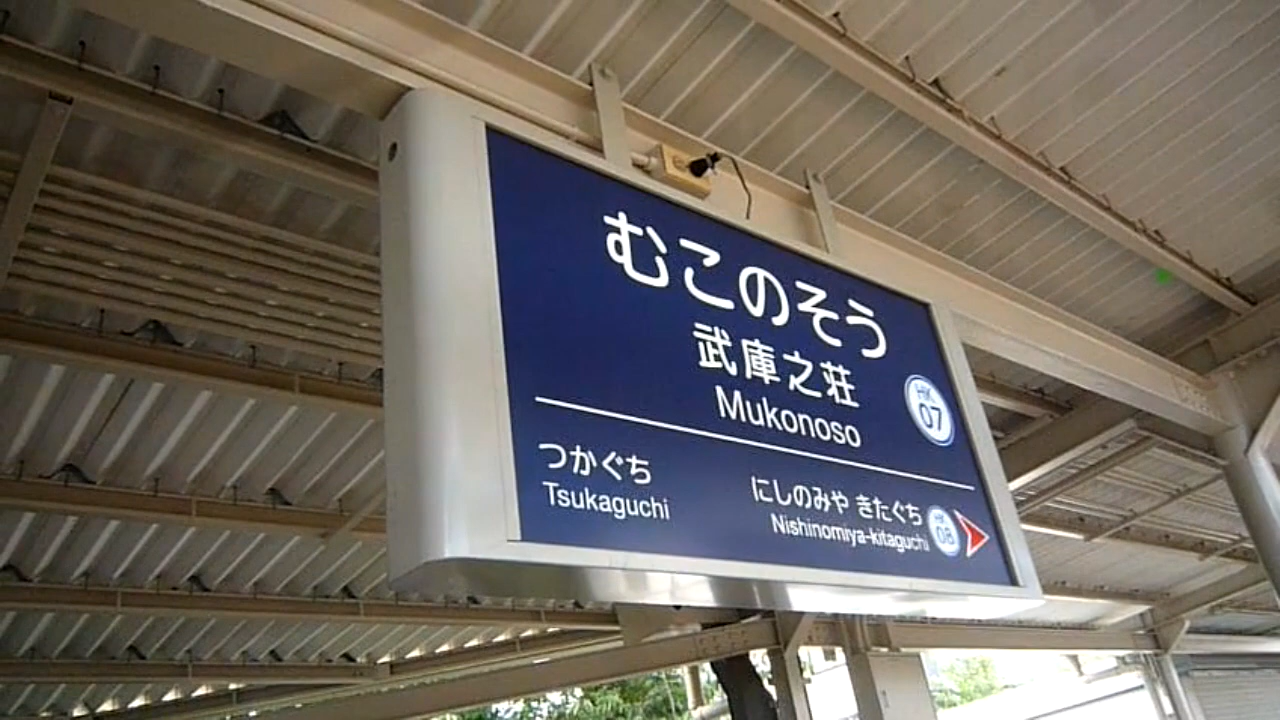 むこのそう
武庫之荘
Mukonoso
HK
07
つかぐち
Tsukaguchi
にしのみや きたぐち
Nishinomiya-kitaguchi
HK
08